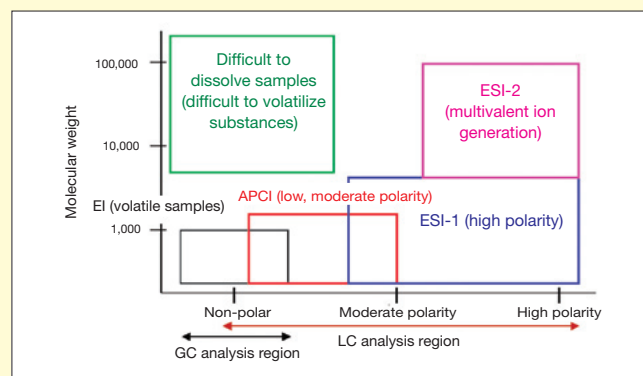 Difficult to
dissolve samples
(difficult to volatilize
substances)
ESI-2
(multivalent ion
generation)
100,000
10,000
1,000
Molecular weight
EI (volatile samples)
APCI (low, moderate polarity)
ESI-1 (high polarity)
Non-polar
Moderate polarity
High polarity
GC analysis region
LC analysis region